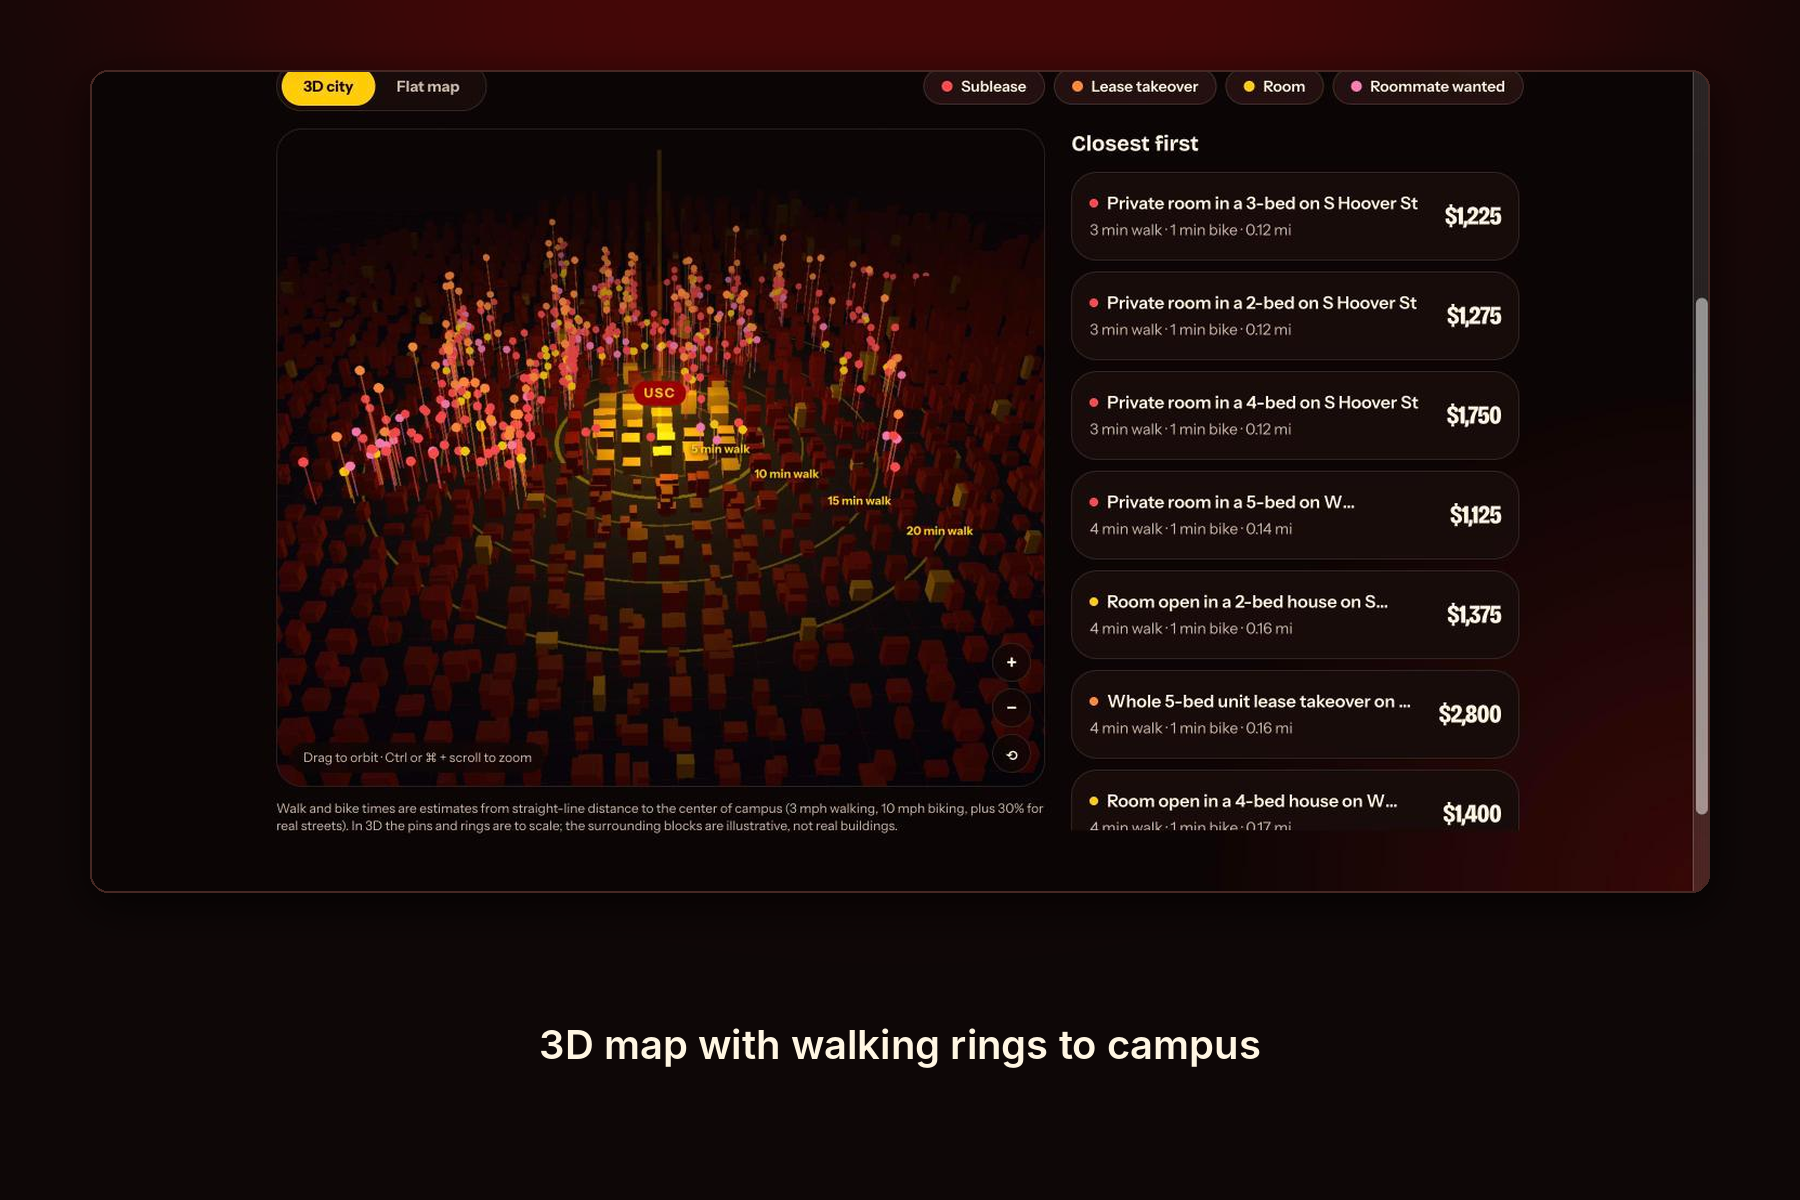 3D city
Flat map
Sublease
Lease takeover
Room
Roommate wanted
USC
5 min walk
10 min walk
15 min walk
20 min walk
+
−
⟲
Drag to orbit · Ctrl or ⌘ + scroll to zoom
Walk and bike times are estimates from straight-line distance to the center of campus (3 mph walking, 10 mph biking, plus 30% for
real streets). In 3D the pins and rings are to scale; the surrounding blocks are illustrative, not real buildings.
Closest first
Private room in a 3-bed on S Hoover St
3 min walk · 1 min bike · 0.12 mi
$1,225
Private room in a 2-bed on S Hoover St
3 min walk · 1 min bike · 0.12 mi
$1,275
Private room in a 4-bed on S Hoover St
3 min walk · 1 min bike · 0.12 mi
$1,750
Private room in a 5-bed on W...
4 min walk · 1 min bike · 0.14 mi
$1,125
Room open in a 2-bed house on S...
4 min walk · 1 min bike · 0.16 mi
$1,375
Whole 5-bed unit lease takeover on ...
4 min walk · 1 min bike · 0.16 mi
$2,800
Room open in a 4-bed house on W...
4 min walk · 1 min bike · 0.17 mi
$1,400
3D map with walking rings to campus